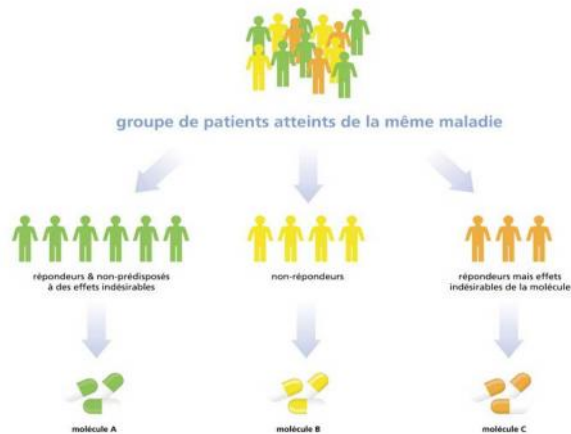 groupe de patients atteints de la même maladie
répondeurs & non-prédisposés
à des effets indésirables
non-répondeurs
répondeurs mais effets
indésirables de la molécule
molécule A
molécule B
molécule C